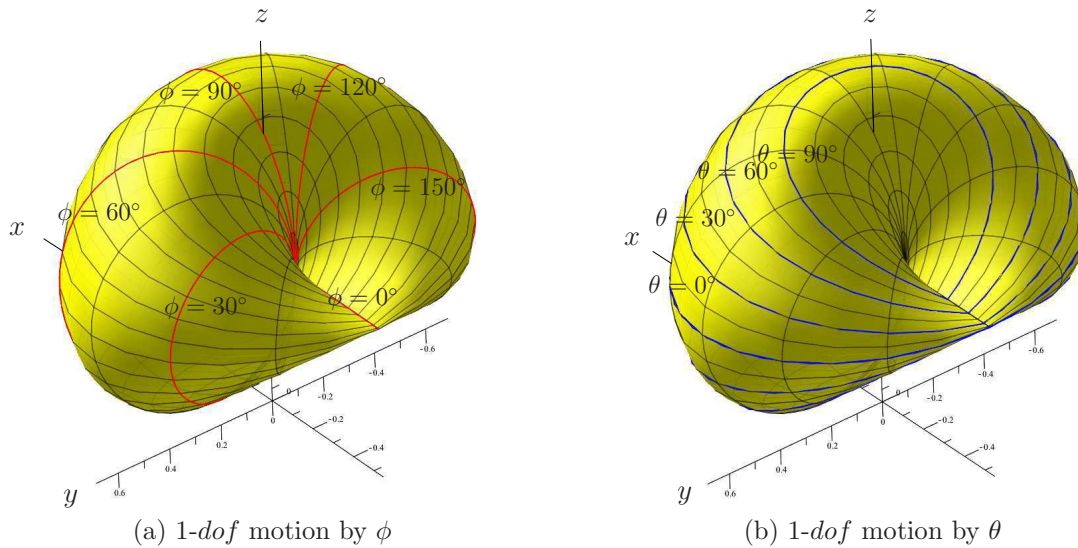 z
ϕ = 90°
ϕ = 120°
ϕ = 150°
ϕ = 60°
x
ϕ = 30°
ϕ = 0°
-0.6
-0.4
0
-0.2
0
0.2
-0.4
0.4
0.6
y
(a) 1-dof motion by ϕ
z
θ = 90°
θ = 60°
θ = 30°
x
θ = 0°
-0.6
-0.4
0
-0.2
0
-0.2
0.2
-0.4
0.4
0.6
y
(b) 1-dof motion by θ